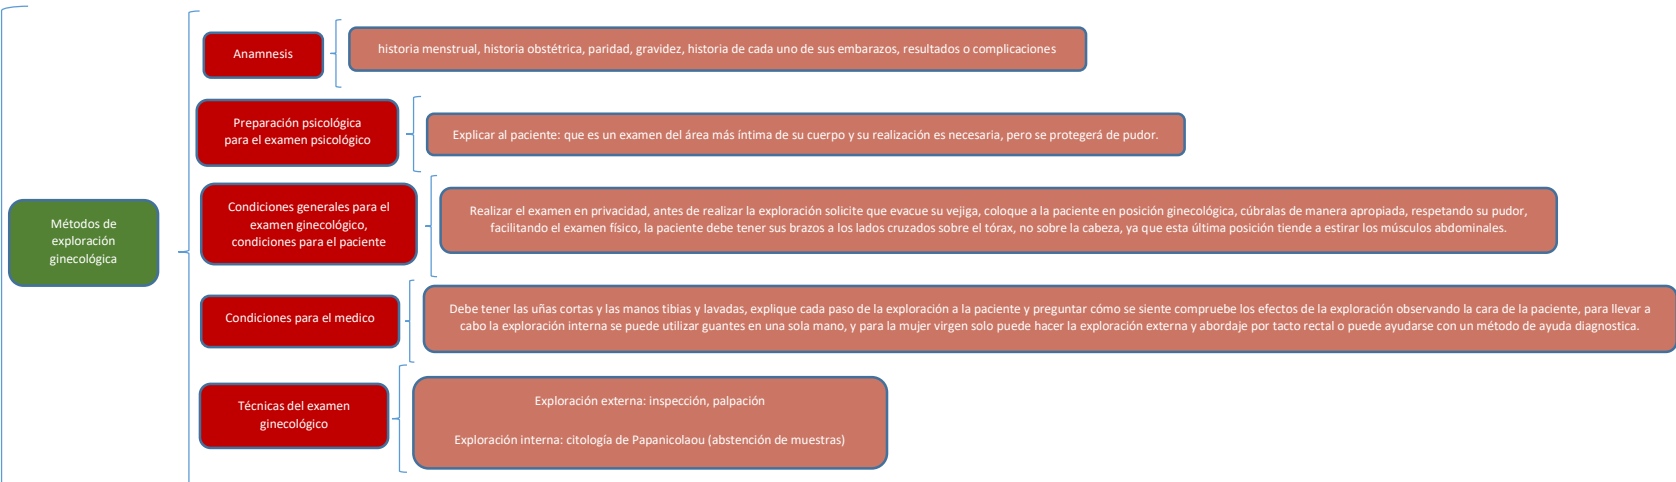 Métodos de
exploración
ginecológica
Anamnesis
historia menstrual, historia obstétrica, paridad, gravidez, historia de cada uno de sus embarazos, resultados o complicaciones
Preparación psicológica
para el examen psicológico
Explicar al paciente: que es un examen del área más íntima de su cuerpo y su realización es necesaria, pero se protegerá de pudor.
Condiciones generales para el
examen ginecológico,
condiciones para el paciente
Realizar el examen en privacidad, antes de realizar la exploración solicite que evacue su vejiga, coloque a la paciente en posición ginecológica, cúbralas de manera apropiada, respetando su pudor,
facilitando el examen físico, la paciente debe tener sus brazos a los lados cruzados sobre el tórax, no sobre la cabeza, ya que esta última posición tiende a estirar los músculos abdominales.
Condiciones para el medico
Debe tener las uñas cortas y las manos tibias y lavadas, explique cada paso de la exploración a la paciente y preguntar cómo se siente compruebe los efectos de la exploración observando la cara de la paciente, para llevar a
cabo la exploración interna se puede utilizar guantes en una sola mano, y para la mujer virgen solo puede hacer la exploración externa y abordaje por tacto rectal o puede ayudarse con un método de ayuda diagnostica.
Técnicas del examen
ginecológico
Exploración externa: inspección, palpación
Exploración interna: citología de Papanicolaou (abstención de muestras)